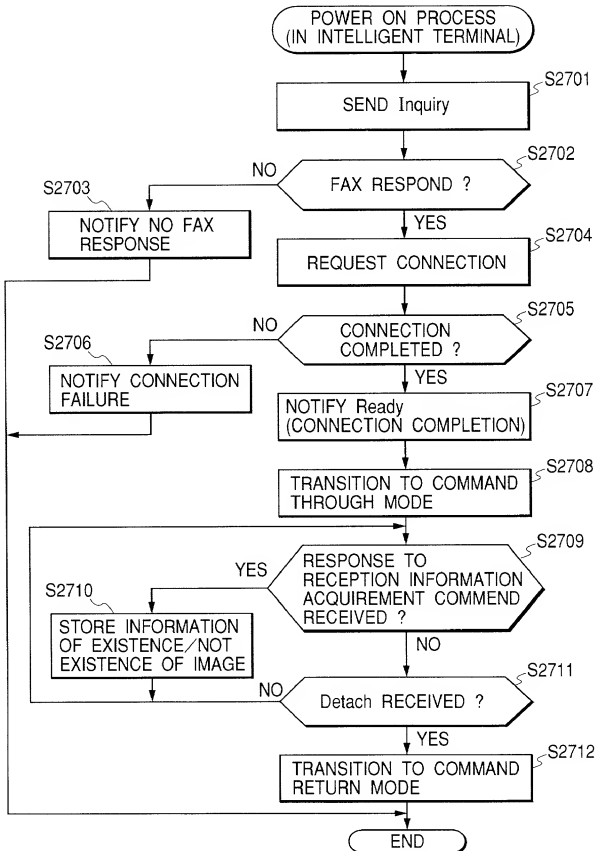 POWER ON PROCESS
(IN INTELLIGENT TERMINAL)
S2701
SEND Inquiry
S2702
FAX RESPOND ?
NO
YES
S2703
NOTIFY NO FAX
RESPONSE
S2704
REQUEST CONNECTION
S2705
CONNECTION
COMPLETED ?
NO
YES
S2706
NOTIFY CONNECTION
FAILURE
S2707
NOTIFY Ready
(CONNECTION COMPLETION)
S2708
TRANSITION TO COMMAND
THROUGH MODE
S2709
RESPONSE TO
RECEPTION INFORMATION
ACQUIREMENT COMMEND
RECEIVED ?
YES
NO
S2710
STORE INFORMATION
OF EXISTENCE/NOT
EXISTENCE OF IMAGE
S2711
Detach RECEIVED ?
NO
YES
S2712
TRANSITION TO COMMAND
RETURN MODE
END